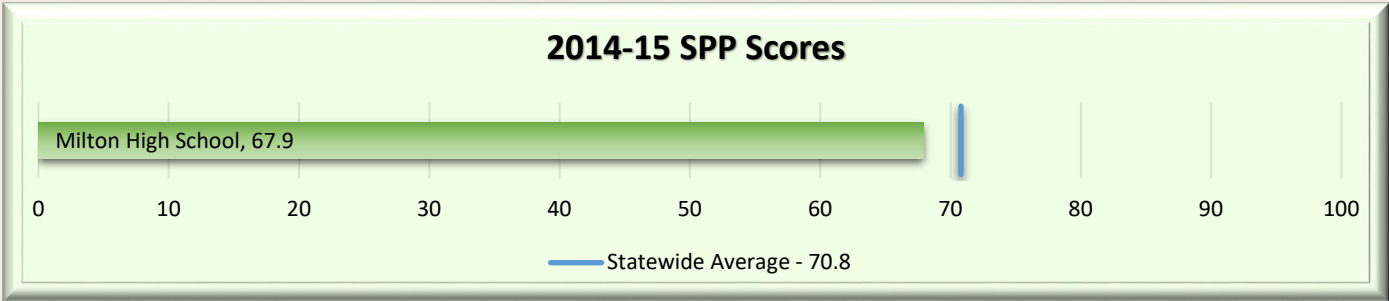 2014-15 SPP Scores
Milton High School, 67.9
0 10 20 30 40 50 60 70 80 90 100
Statewide Average - 70.8